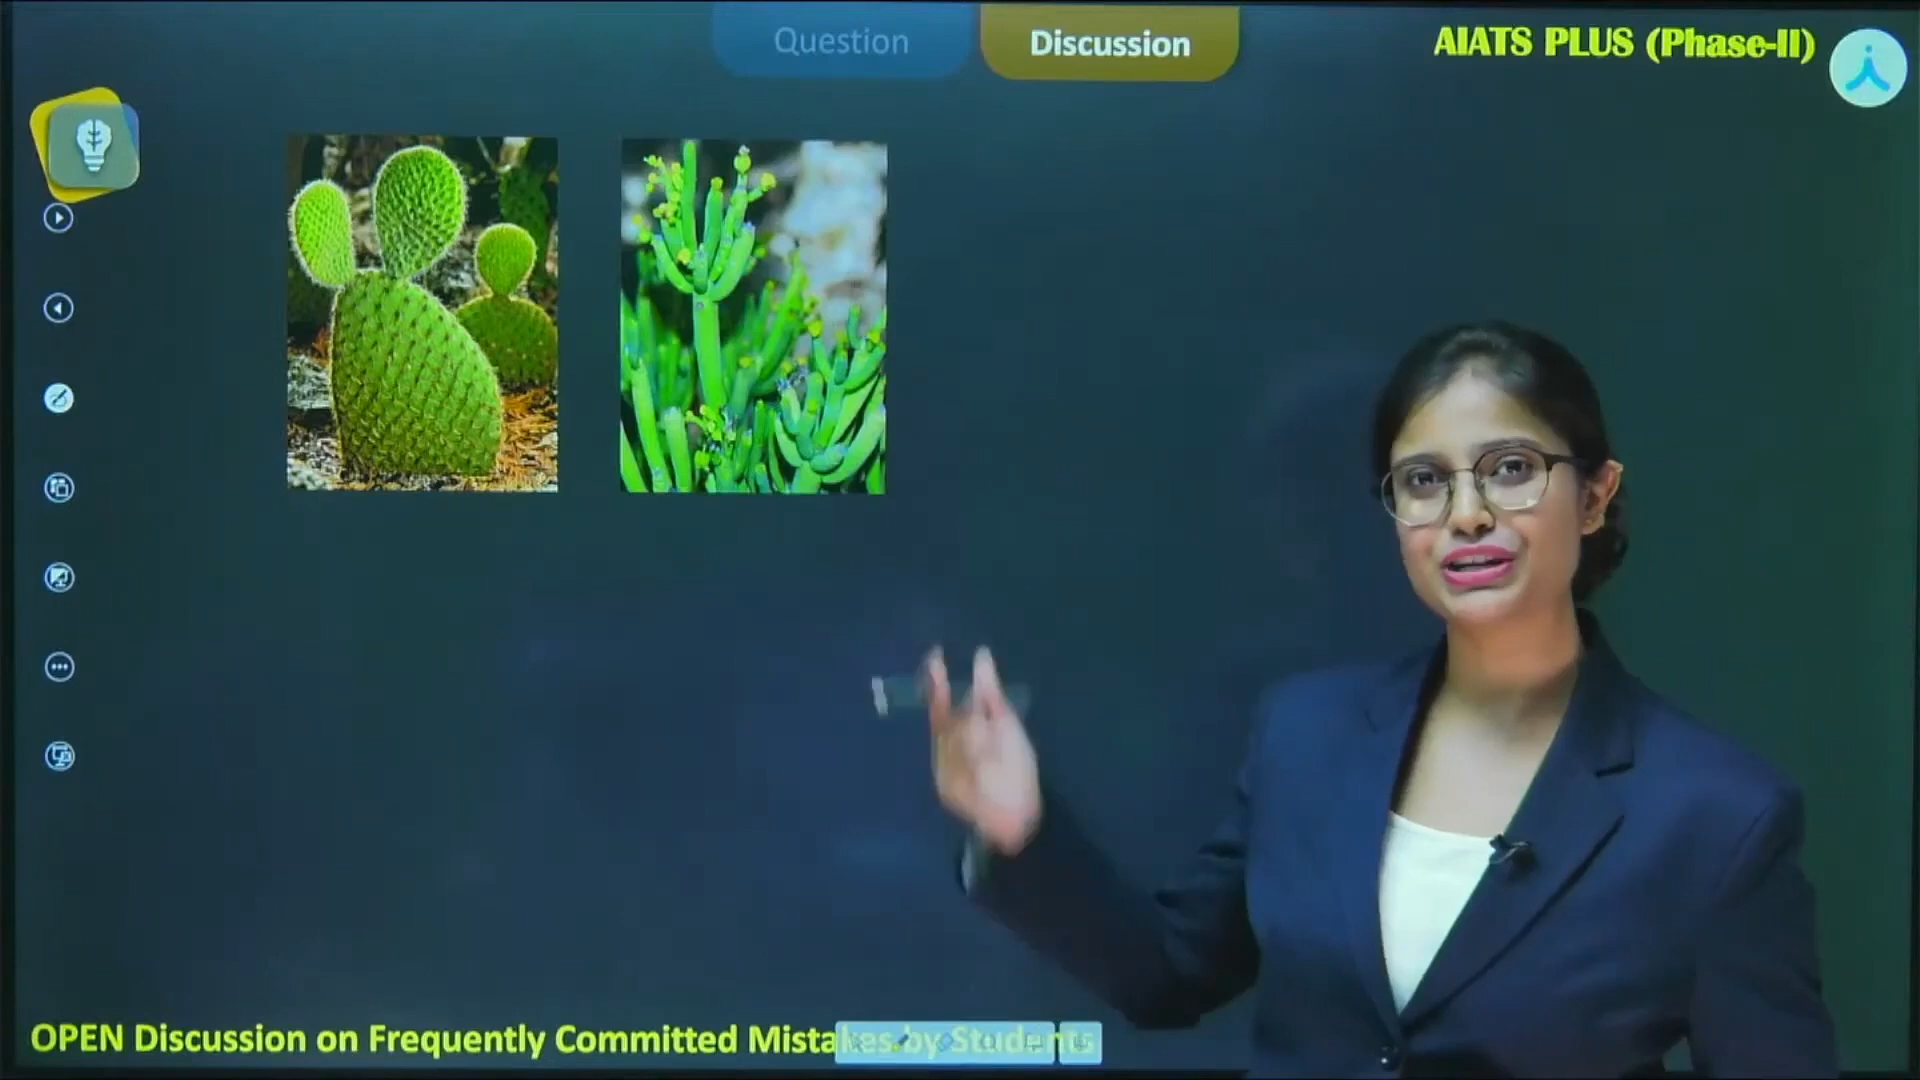 Question
Discussion
AIATS PLUS (Phase-II)
OPEN Discussion on Frequently Committed Mistakes by Students